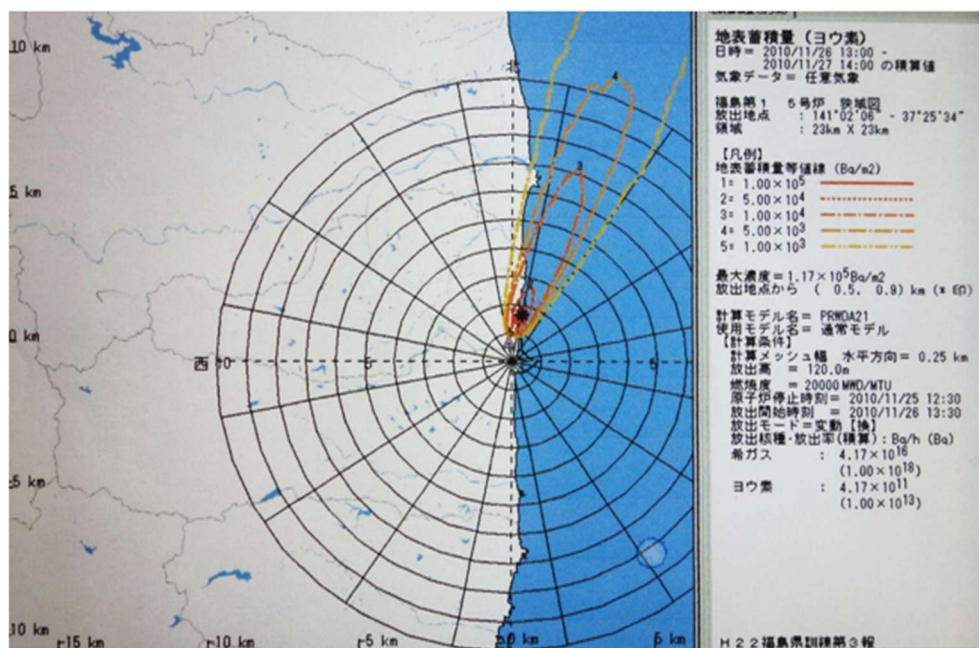 10 km
5 km
0 km
-5 km
-10 km
-15 km
-10 km
-5 km
0 km
5 km
北
西
10
5
5
3
4
地表蓄積量（ヨウ素）
日時＝ 2010/11/26 13:00 -
2010/11/27 14:00 の積算値
気象データ＝ 任意気象
福島第１ ５号炉 狭域図
放出地点 : 141°02'06" - 37°25'34"
領域 : 23km X 23km
【凡例】
地表蓄積量等値線 (Bq/m2)
1= 1.00×10⁵
2= 5.00×10⁴
3= 1.00×10⁴
4= 5.00×10³
5= 1.00×10³
最大濃度＝1.17×10⁵Bq/m2
放出地点から ( 0.5, 0.9) km (* 印)
計算モデル名＝ PRWDA21
使用モデル名＝ 通常モデル
【計算条件】
計算メッシュ幅 水平方向＝ 0.25 km
放出高 ＝ 120.0m
燃焼度 ＝ 20000MWD/MTU
原子炉停止時刻＝ 2010/11/25 12:30
放出開始時刻 ＝ 2010/11/26 13:30
放出モード＝変動【換】
放出核種・放出率(積算) : Bq/h (Bq)
希ガス : 4.17×10¹⁶
(1.00×10¹⁸)
ヨウ素 : 4.17×10¹¹
(1.00×10¹³)
Ｈ２２福島県訓練第３報